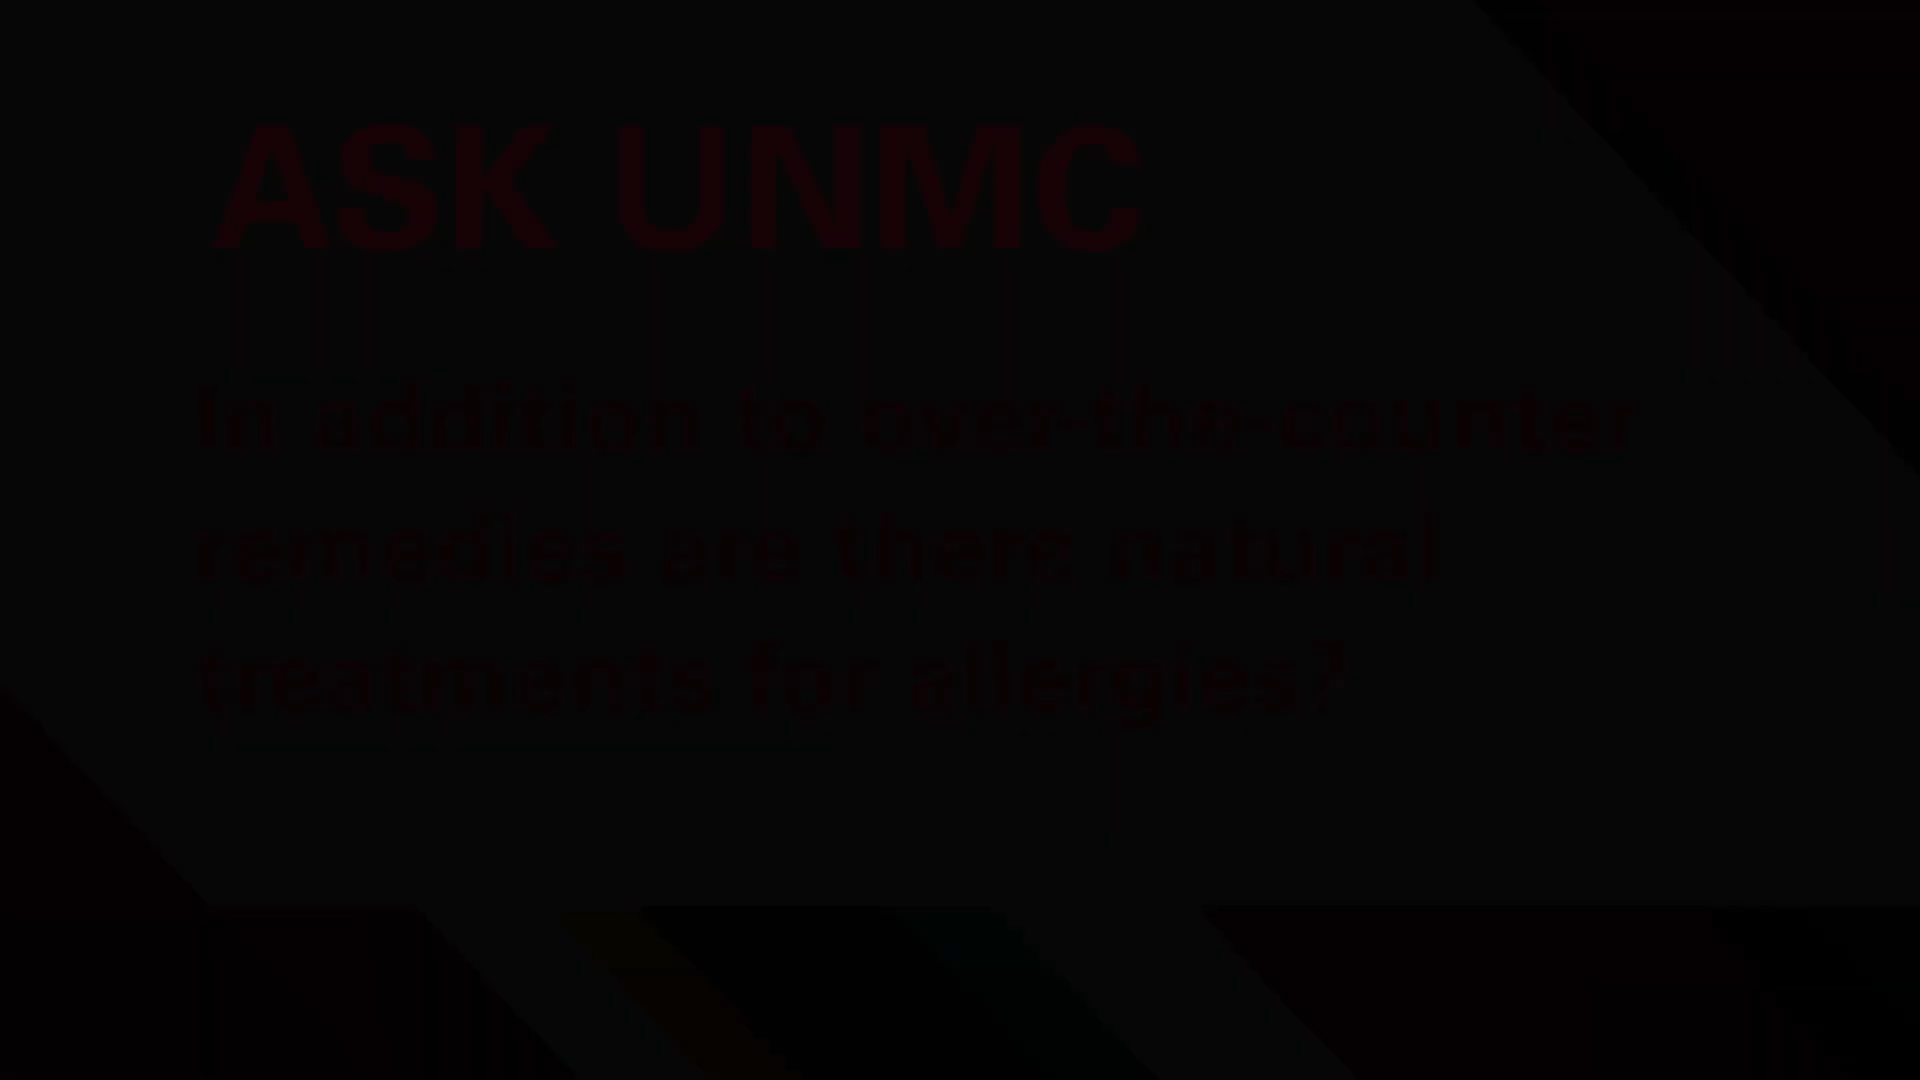 ASK UNMC
In addition to over-the-counter
remedies are there natural
treatments for allergies?